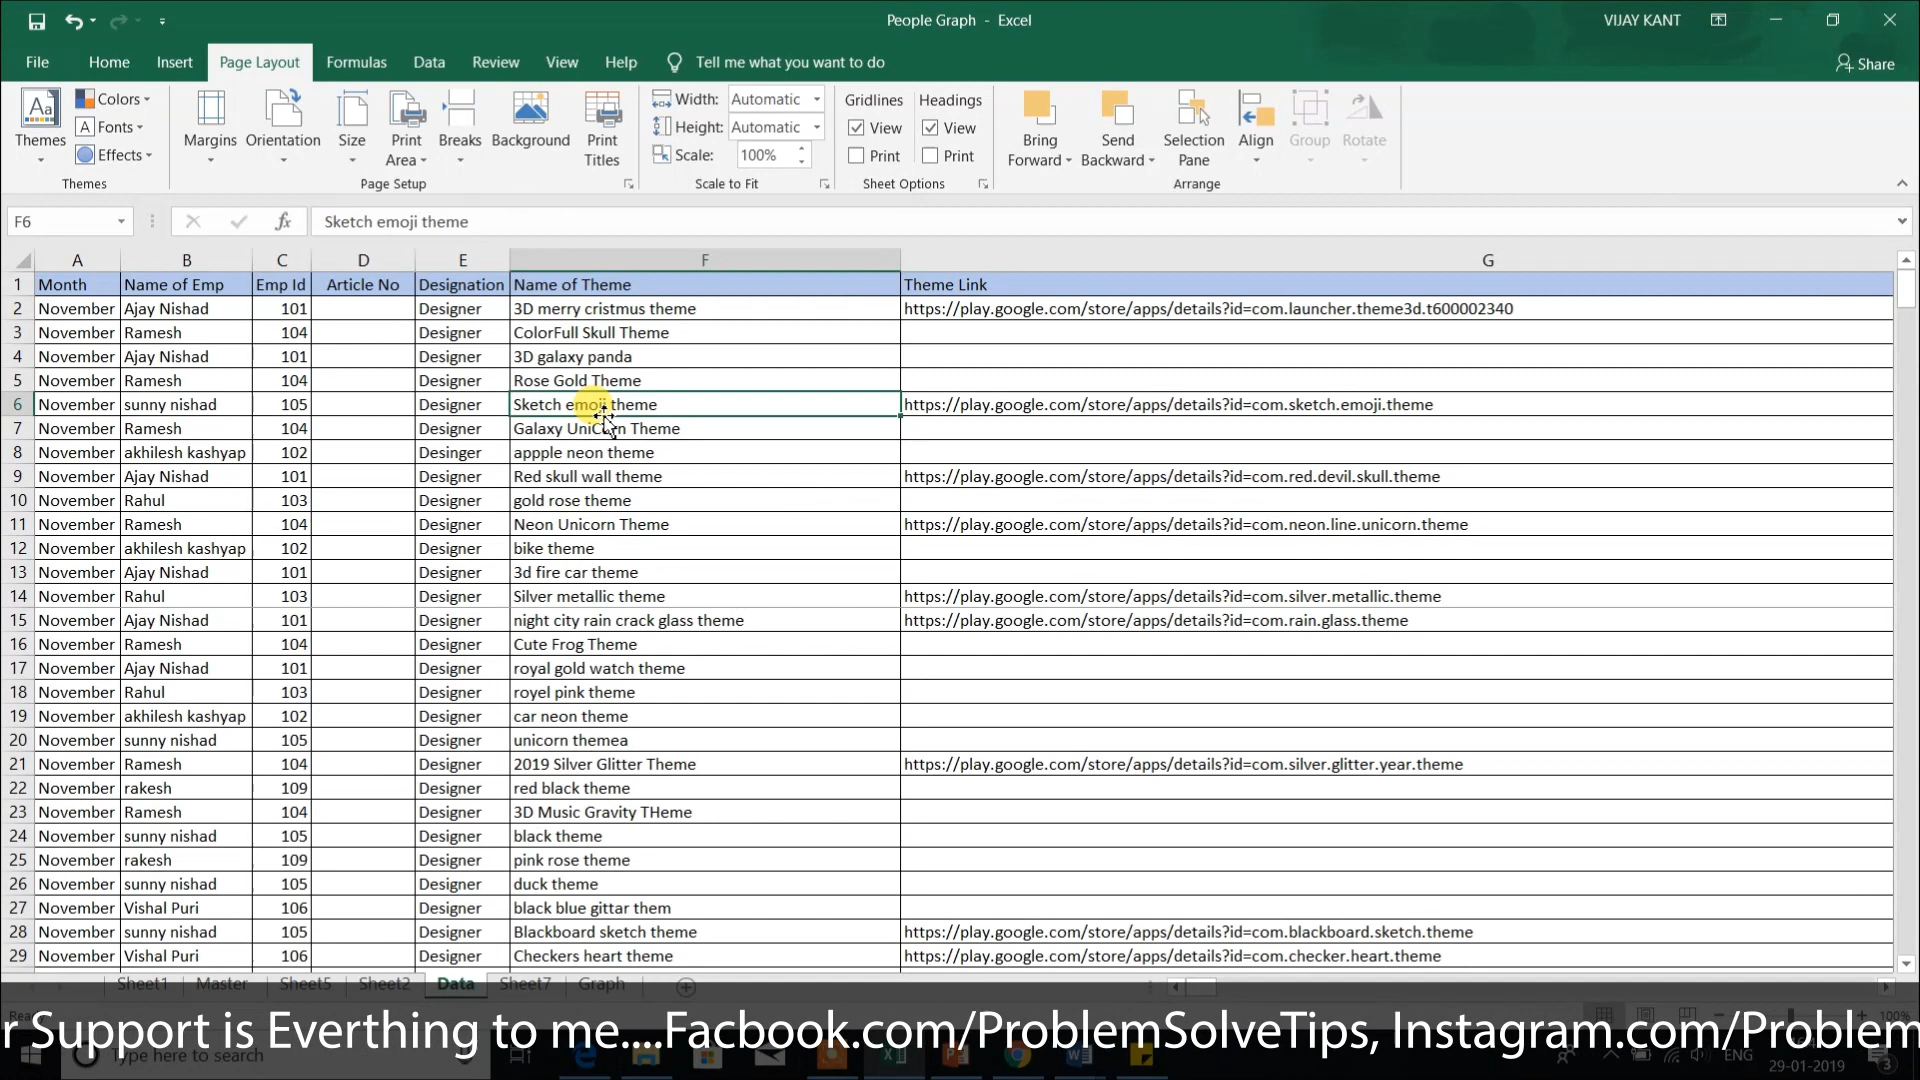 People Graph - Excel
VIJAY KANT
File Home Insert Page Layout Formulas Data Review View Help Tell me what you want to do Share
Aa Themes
Colors
A Fonts
Effects
Themes
Margins Orientation Size Print Area Breaks Background Print Titles
Page Setup
Width: Automatic
Height: Automatic
Scale: 100%
Scale to Fit
Gridlines Headings
View View
Print Print
Sheet Options
Bring Forward Send Backward Selection Pane Align Group Rotate
Arrange
F6 fx Sketch emoji theme
A B C D E F G
1 Month Name of Emp Emp Id Article No Designation Name of Theme Theme Link
2 November Ajay Nishad 101 Designer 3D merry cristmus theme https://play.google.com/store/apps/details?id=com.launcher.theme3d.t600002340
3 November Ramesh 104 Designer ColorFull Skull Theme
4 November Ajay Nishad 101 Designer 3D galaxy panda
5 November Ramesh 104 Designer Rose Gold Theme
6 November sunny nishad 105 Designer Sketch emoji theme https://play.google.com/store/apps/details?id=com.sketch.emoji.theme
7 November Ramesh 104 Designer Galaxy UniCorn Theme
8 November akhilesh kashyap 102 Desinger appple neon theme
9 November Ajay Nishad 101 Designer Red skull wall theme https://play.google.com/store/apps/details?id=com.red.devil.skull.theme
10 November Rahul 103 Designer gold rose theme
11 November Ramesh 104 Designer Neon Unicorn Theme https://play.google.com/store/apps/details?id=com.neon.line.unicorn.theme
12 November akhilesh kashyap 102 Designer bike theme
13 November Ajay Nishad 101 Designer 3d fire car theme
14 November Rahul 103 Designer Silver metallic theme https://play.google.com/store/apps/details?id=com.silver.metallic.theme
15 November Ajay Nishad 101 Designer night city rain crack glass theme https://play.google.com/store/apps/details?id=com.rain.glass.theme
16 November Ramesh 104 Designer Cute Frog Theme
17 November Ajay Nishad 101 Designer royal gold watch theme
18 November Rahul 103 Designer royel pink theme
19 November akhilesh kashyap 102 Designer car neon theme
20 November sunny nishad 105 Designer unicorn themea
21 November Ramesh 104 Designer 2019 Silver Glitter Theme https://play.google.com/store/apps/details?id=com.silver.glitter.year.theme
22 November rakesh 109 Designer red black theme
23 November Ramesh 104 Designer 3D Music Gravity THeme
24 November sunny nishad 105 Designer black theme
25 November rakesh 109 Designer pink rose theme
26 November sunny nishad 105 Designer duck theme
27 November Vishal Puri 106 Designer black blue gittar them
28 November sunny nishad 105 Designer Blackboard sketch theme https://play.google.com/store/apps/details?id=com.blackboard.sketch.theme
29 November Vishal Puri 106 Designer Checkers heart theme https://play.google.com/store/apps/details?id=com.checker.heart.theme
Sheet1 Master Sheet5 Sheet2 Data Sheet7 Graph
100%
r Support is Everthing to me....Facbook.com/ProblemSolveTips, Instagram.com/Problem
Type here to search
ENG
29-01-2019
3